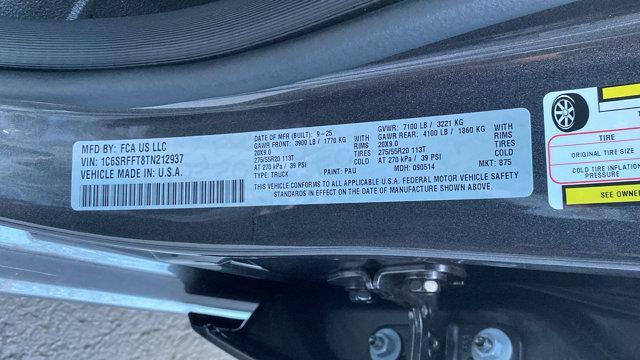 MFD BY: FCA US LLC
VIN: 1C6SRFFT8TN212937
VEHICLE MADE IN: U.S.A.
DATE OF MFR (BUILT): 9-25
GAWR FRONT: 3900 LB / 1770 KG WITH
20X9.0 RIMS
275/55R20 113T TIRES
AT 270 kPa / 39 PSI COLD
TYPE: TRUCK PAINT: PAU
GVWR: 7100 LB / 3221 KG
GAWR REAR: 4100 LB / 1860 KG WITH
20X9.0 RIMS
275/55R20 113T TIRES
AT 270 kPa / 39 PSI COLD
MDH: 090514 MKT: 875
THIS VEHICLE CONFORMS TO ALL APPLICABLE U.S.A. FEDERAL MOTOR VEHICLE SAFETY
STANDARDS IN EFFECT ON THE DATE OF MANUFACTURE SHOWN ABOVE.
TIRE
ORIGINAL TIRE SIZE
COLD TIRE INFLATION
PRESSURE
SEE OWNER